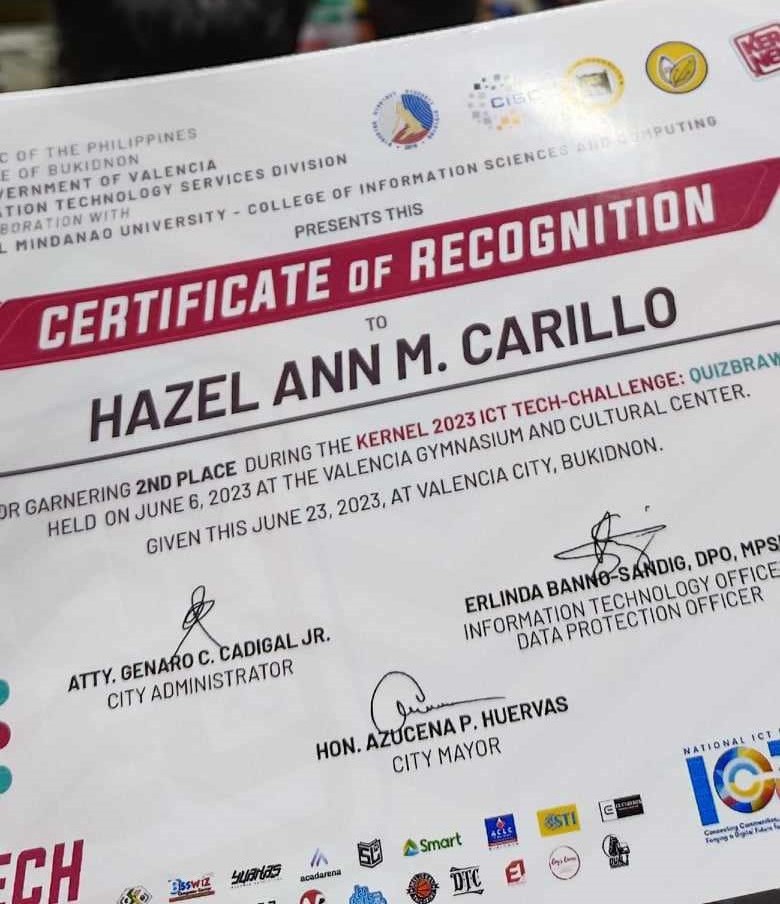 C OF THE PHILIPPINES
E OF BUKIDNON
VERNMENT OF VALENCIA
ATION TECHNOLOGY SERVICES DIVISION
BORATION WITH
L MINDANAO UNIVERSITY - COLLEGE OF INFORMATION SCIENCES AND COMPUTING
PRESENTS THIS
CERTIFICATE OF RECOGNITION
TO
HAZEL ANN M. CARILLO
OR GARNERING 2ND PLACE DURING THE KERNEL 2023 ICT TECH-CHALLENGE: QUIZBRAW
HELD ON JUNE 6, 2023 AT THE VALENCIA GYMNASIUM AND CULTURAL CENTER.
GIVEN THIS JUNE 23, 2023, AT VALENCIA CITY, BUKIDNON.
ERLINDA BANNO-SANDIG, DPO, MPS
INFORMATION TECHNOLOGY OFFICE
DATA PROTECTION OFFICER
ATTY. GENARO C. CADIGAL JR.
CITY ADMINISTRATOR
HON. AZUCENA P. HUERVAS
CITY MAYOR
NATIONAL ICT
ECH
acadarena
Smart
ACLC
STI
DTC